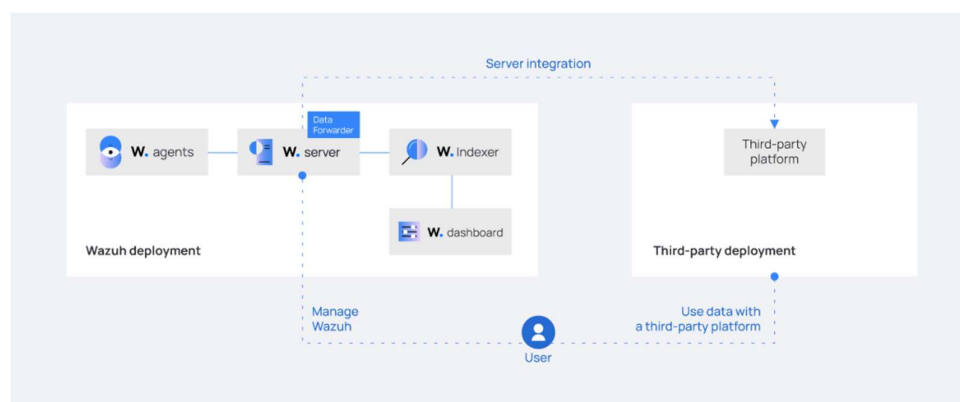 Server integration
Data
Forwarder
W. agents
W. server
W. Indexer
Third-party
platform
W. dashboard
Wazuh deployment
Third-party deployment
Manage
Wazuh
Use data with
a third-party platform
User